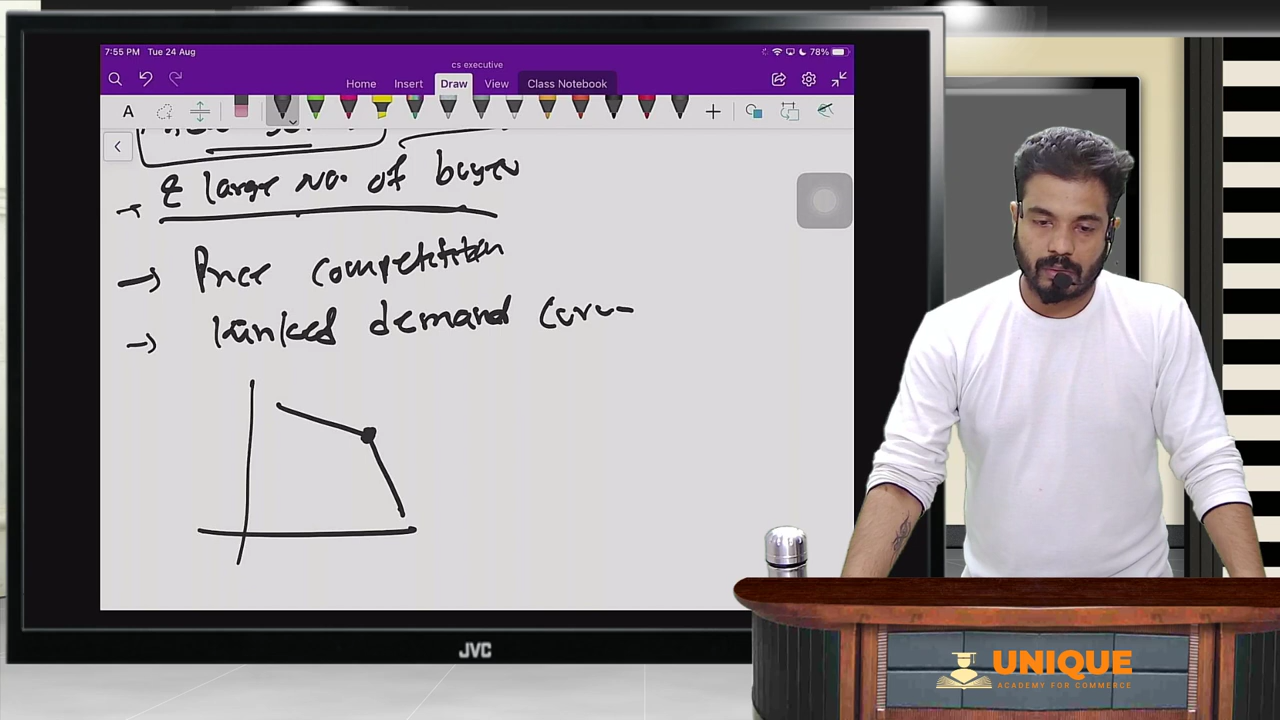 7:55 PM Tue 24 Aug
78%
cs executive
Home Insert Draw View Class Notebook
A
& large No. of buyer
→ Price competition
→ kinked demand curve
JVC
UNIQUE
ACADEMY FOR COMMERCE